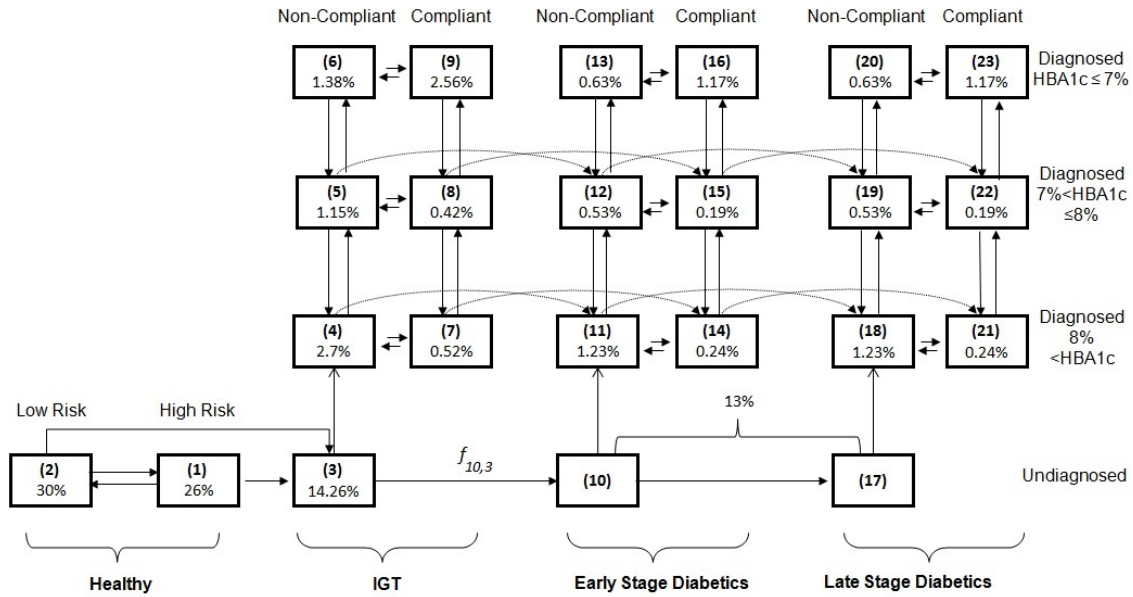 Non-Compliant Compliant Non-Compliant Compliant Non-Compliant Compliant
(6) (9) (13) (16) (20) (23) Diagnosed
1.38% 2.56% 0.63% 1.17% 0.63% 1.17% HBA1c ≤ 7%
(5) (8) (12) (15) (19) (22) Diagnosed
1.15% 0.42% 0.53% 0.19% 0.53% 0.19% 7%<HBA1c
≤8%
(4) (7) (11) (14) (18) (21) Diagnosed
2.7% 0.52% 1.23% 0.24% 1.23% 0.24% 8%
<HBA1c
Low Risk High Risk 13%
(2) (1) (3) f10,3 (10) (17) Undiagnosed
30% 26% 14.26%
Healthy IGT Early Stage Diabetics Late Stage Diabetics